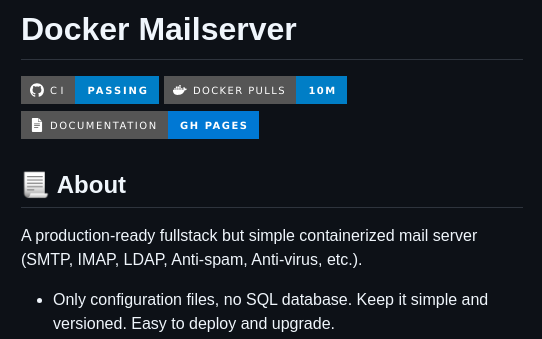 Docker Mailserver
CI PASSING DOCKER PULLS 10M
DOCUMENTATION GH PAGES
About
A production-ready fullstack but simple containerized mail server
(SMTP, IMAP, LDAP, Anti-spam, Anti-virus, etc.).
• Only configuration files, no SQL database. Keep it simple and
versioned. Easy to deploy and upgrade.